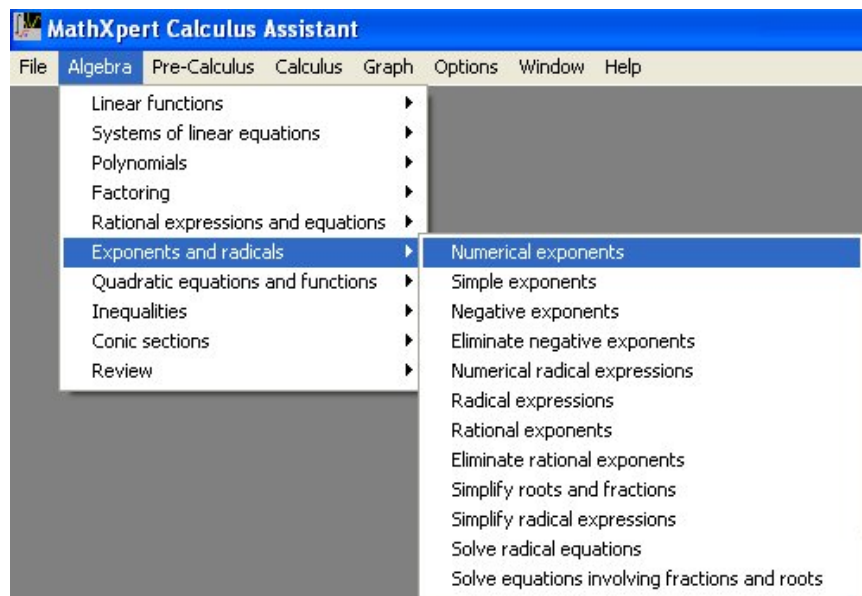 MathXpert Calculus Assistant
File Algebra Pre-Calculus Calculus Graph Options Window Help
Linear functions
Systems of linear equations
Polynomials
Factoring
Rational expressions and equations
Exponents and radicals
Quadratic equations and functions
Inequalities
Conic sections
Review
Numerical exponents
Simple exponents
Negative exponents
Eliminate negative exponents
Numerical radical expressions
Radical expressions
Rational exponents
Eliminate rational exponents
Simplify roots and fractions
Simplify radical expressions
Solve radical equations
Solve equations involving fractions and roots